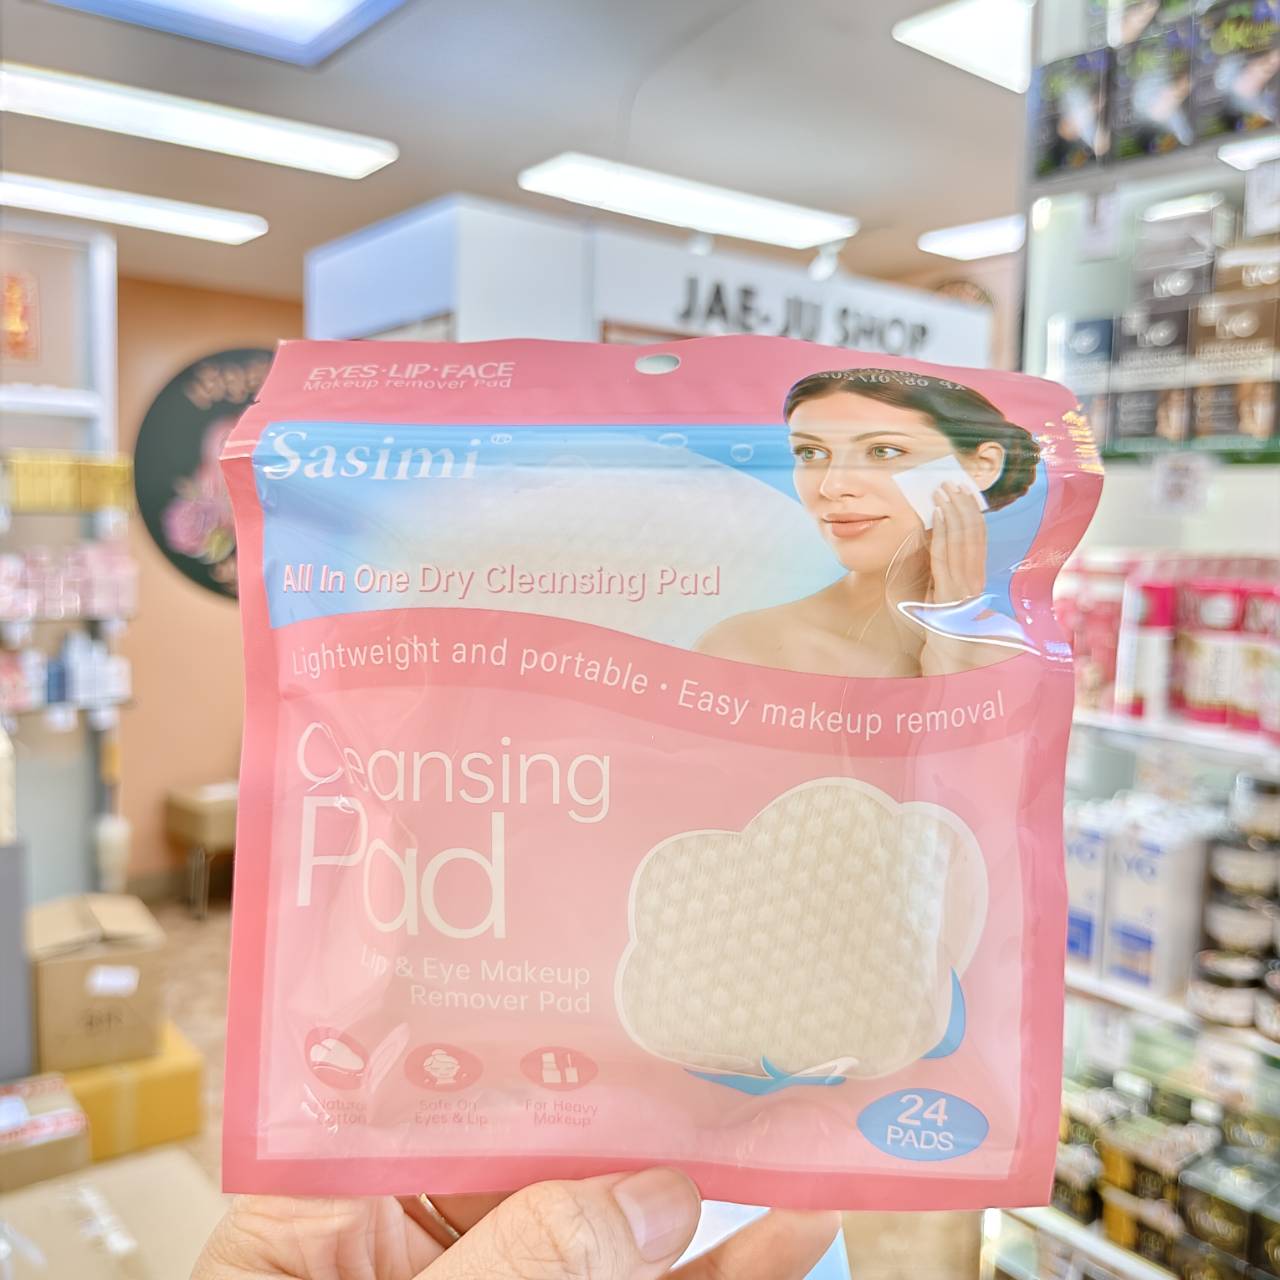 JAE-JU SHOP
EYES·LIP·FACE
Makeup remover Pad
Sasimi®
All In One Dry Cleansing Pad
Lightweight and portable · Easy makeup removal
Cleansing
Pad
Lip & Eye Makeup
Remover Pad
Natural
Cotton
Safe On
Eyes & Lip
For Heavy
Makeup
24
PADS